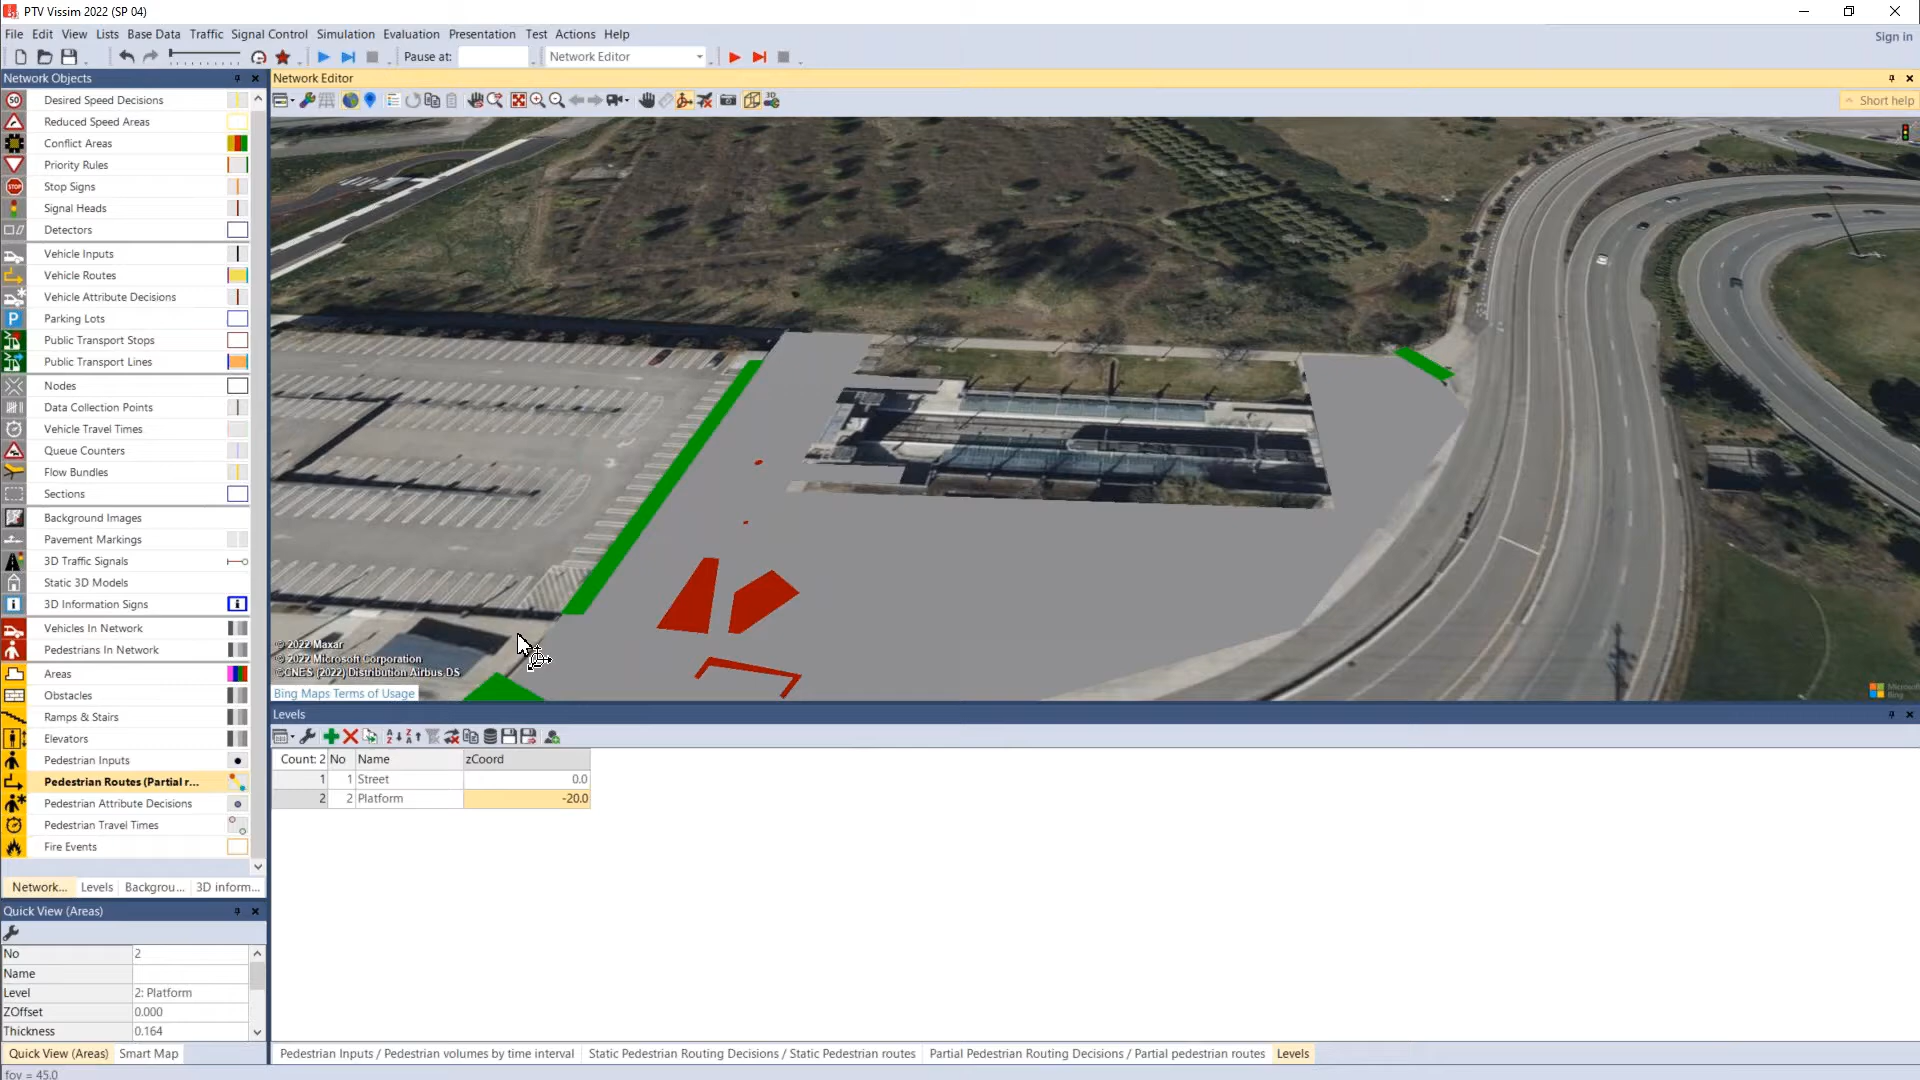 PTV Vissim 2022 (SP 04)
File Edit View Lists Base Data Traffic Signal Control Simulation Evaluation Presentation Test Actions Help
Sign in
Pause at: Network Editor
Network Objects
Network Editor
Short help
50 Desired Speed Decisions
Reduced Speed Areas
Conflict Areas
Priority Rules
STOP Stop Signs
Signal Heads
Detectors
Vehicle Inputs
Vehicle Routes
Vehicle Attribute Decisions
P Parking Lots
Public Transport Stops
Public Transport Lines
Nodes
Data Collection Points
Vehicle Travel Times
Queue Counters
Flow Bundles
Sections
Background Images
Pavement Markings
3D Traffic Signals
Static 3D Models
3D Information Signs
Vehicles In Network
Pedestrians In Network
Areas
Obstacles
Ramps & Stairs
Elevators
Pedestrian Inputs
Pedestrian Routes (Partial r...
Pedestrian Attribute Decisions
Pedestrian Travel Times
Fire Events
Network... Levels Backgrou... 3D inform...
© 2022 Maxar
© 2022 Microsoft Corporation
©CNES (2022) Distribution Airbus DS
Bing Maps Terms of Usage
Microsoft
Bing
Levels
Count: 2 No Name zCoord
1 1 Street 0.0
2 2 Platform -20.0
Quick View (Areas)
No 2
Name
Level 2: Platform
ZOffset 0.000
Thickness 0.164
Quick View (Areas) Smart Map
Pedestrian Inputs / Pedestrian volumes by time interval Static Pedestrian Routing Decisions / Static Pedestrian routes Partial Pedestrian Routing Decisions / Partial pedestrian routes Levels
fov = 45.0